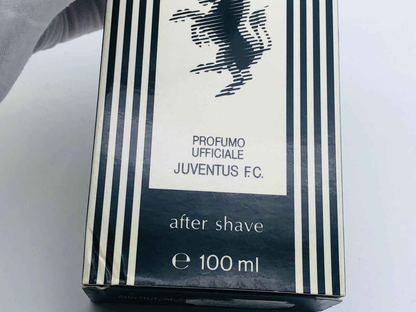 PROFUMO
UFFICIALE
JUVENTUS F.C.
after shave
℮ 100 ml